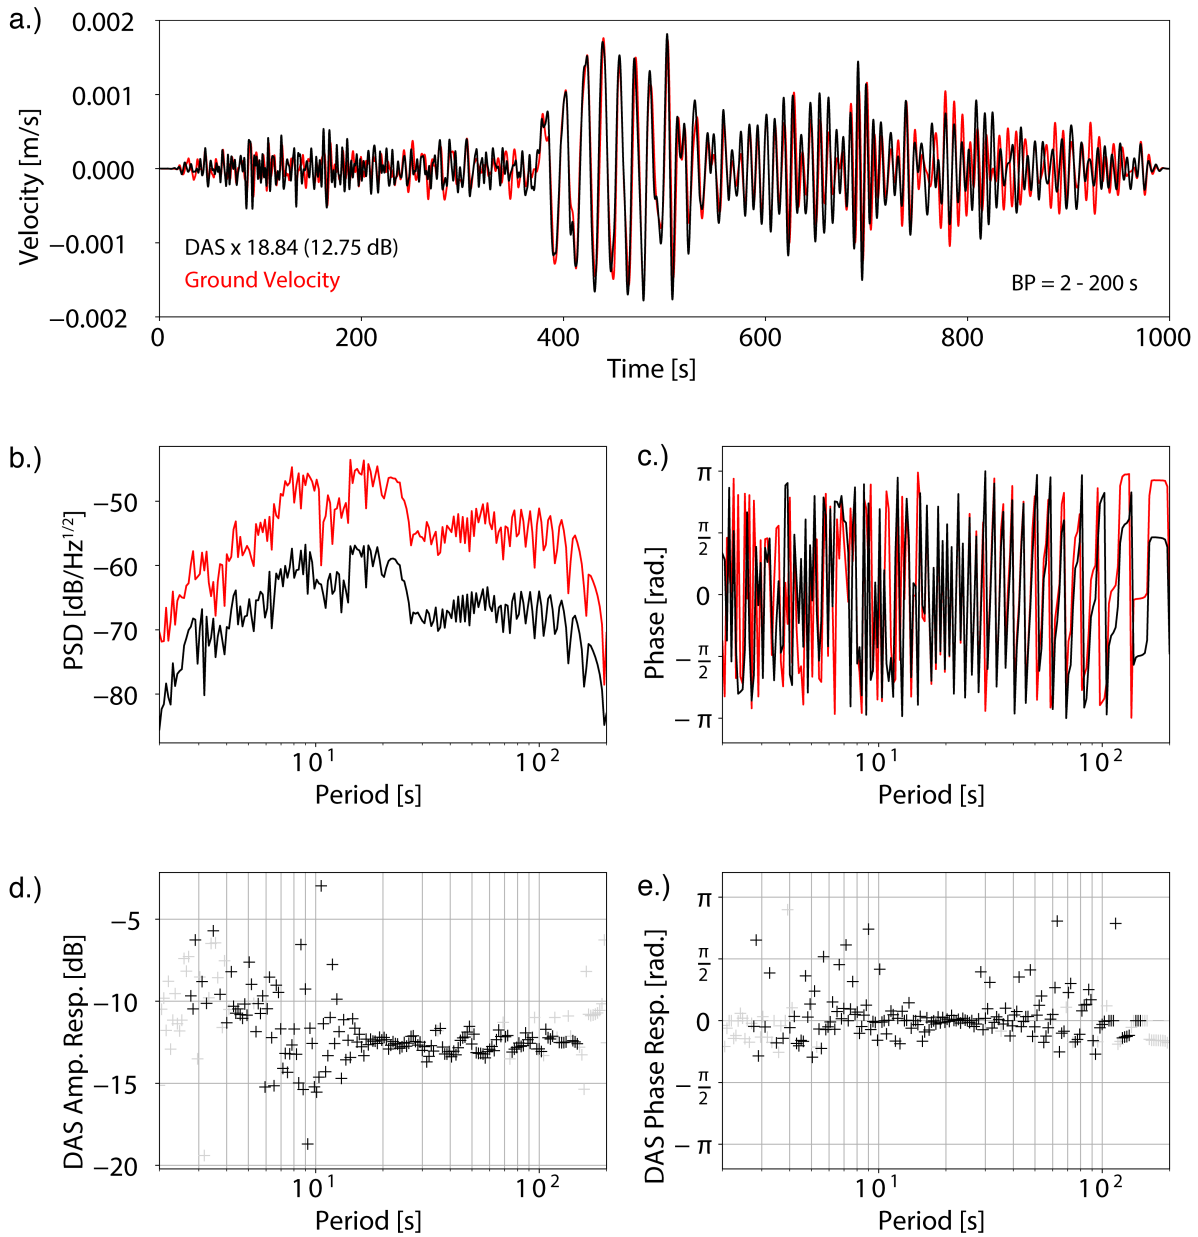 a.)
0.002
0.001
0.000
−0.001
−0.002
Velocity [m/s]
DAS x 18.84 (12.75 dB)
Ground Velocity
BP = 2 - 200 s
0 200 400 600 800 1000
Time [s]
b.)
−50
−60
−70
−80
PSD [dB/Hz^1/2]
10^1 10^2
Period [s]
c.)
π
π/2
0
− π/2
− π
Phase [rad.]
10^1 10^2
Period [s]
d.)
−5
−10
−15
−20
DAS Amp. Resp. [dB]
10^1 10^2
Period [s]
e.)
π
π/2
0
− π/2
− π
DAS Phase Resp. [rad.]
10^1 10^2
Period [s]